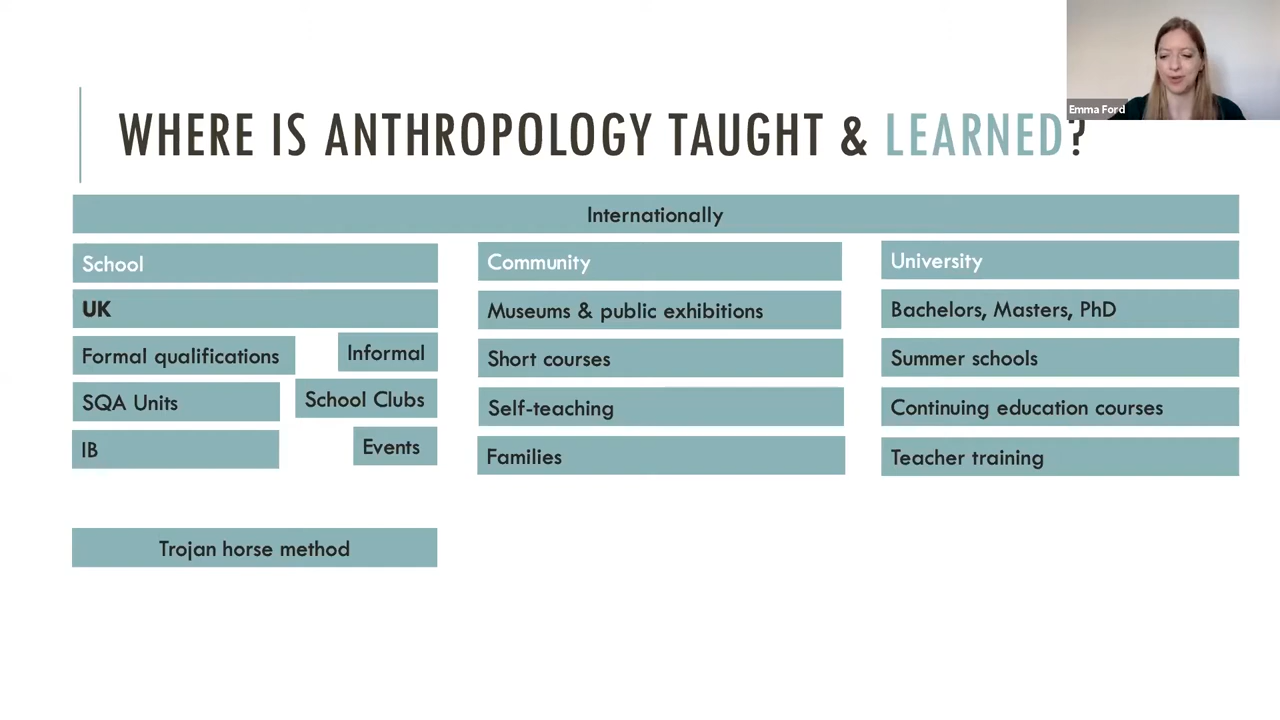 Emma Ford
WHERE IS ANTHROPOLOGY TAUGHT & LEARNED?
Internationally
School
UK
Formal qualifications
Informal
SQA Units
School Clubs
IB
Events
Trojan horse method
Community
Museums & public exhibitions
Short courses
Self-teaching
Families
University
Bachelors, Masters, PhD
Summer schools
Continuing education courses
Teacher training